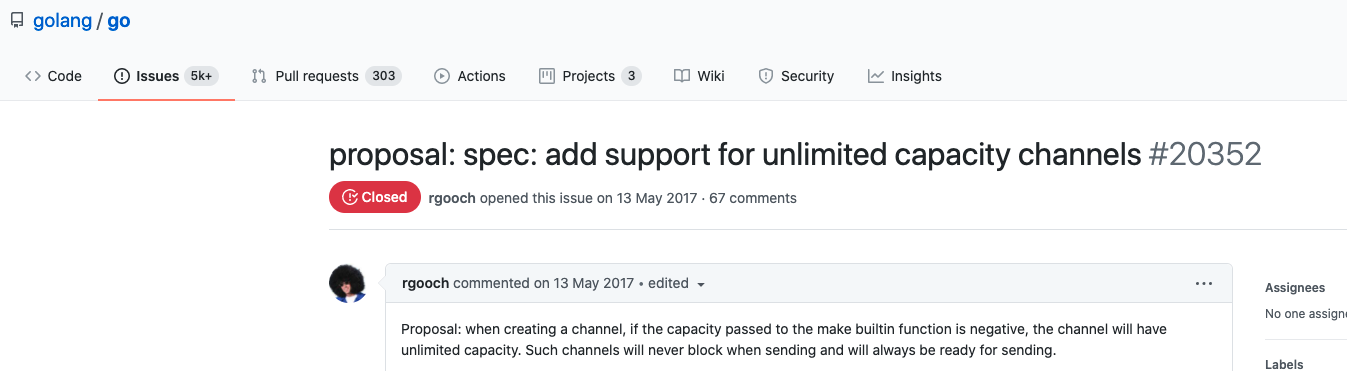 golang / go
Code Issues 5k+ Pull requests 303 Actions Projects 3 Wiki Security Insights
proposal: spec: add support for unlimited capacity channels #20352
Closed rgooch opened this issue on 13 May 2017 · 67 comments
rgooch commented on 13 May 2017 • edited
Assignees
Proposal: when creating a channel, if the capacity passed to the make builtin function is negative, the channel will have
unlimited capacity. Such channels will never block when sending and will always be ready for sending.
No one assigne
Labels